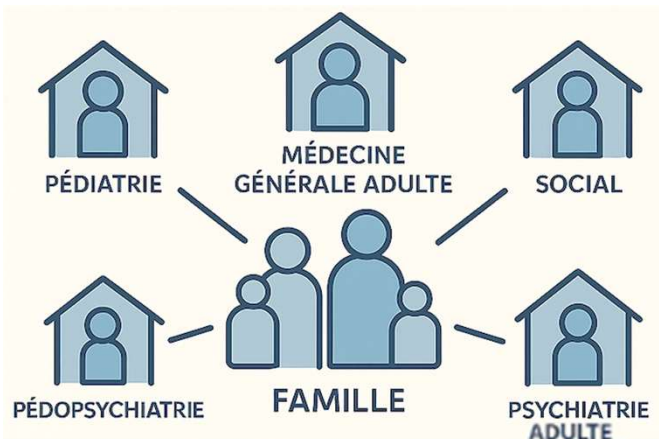 MÉDECINE
GÉNÉRALE ADULTE
PÉDIATRIE
SOCIAL
PÉDOPSYCHIATRIE
FAMILLE
PSYCHIATRIE
ADULTE